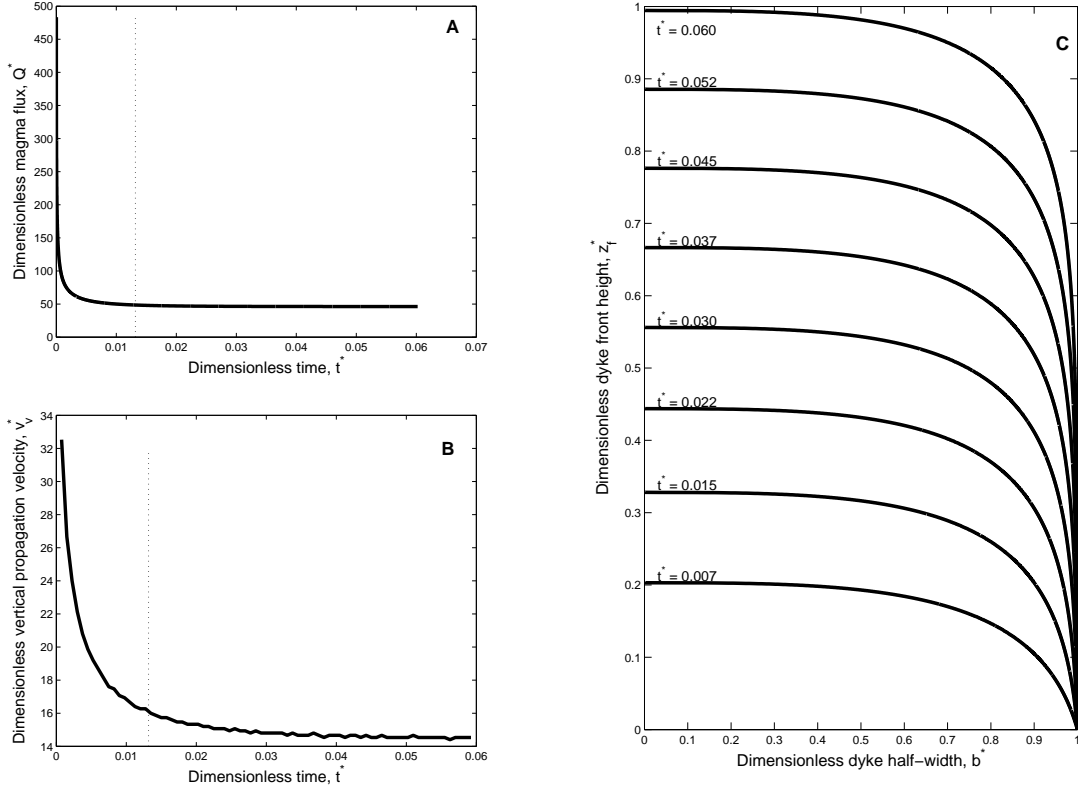 A
Dimensionless magma flux, Q*
500
450
400
350
300
250
200
150
100
50
0
0 0.01 0.02 0.03 0.04 0.05 0.06 0.07
Dimensionless time, t*
B
Dimensionless vertical propagation velocity, v*v
34
32
30
28
26
24
22
20
18
16
14
0 0.01 0.02 0.03 0.04 0.05 0.06
Dimensionless time, t*
C
Dimensionless dyke front height, z*f
1
0.9
0.8
0.7
0.6
0.5
0.4
0.3
0.2
0.1
0
t* = 0.060
t* = 0.052
t* = 0.045
t* = 0.037
t* = 0.030
t* = 0.022
t* = 0.015
t* = 0.007
0 0.1 0.2 0.3 0.4 0.5 0.6 0.7 0.8 0.9 1
Dimensionless dyke half−width, b*